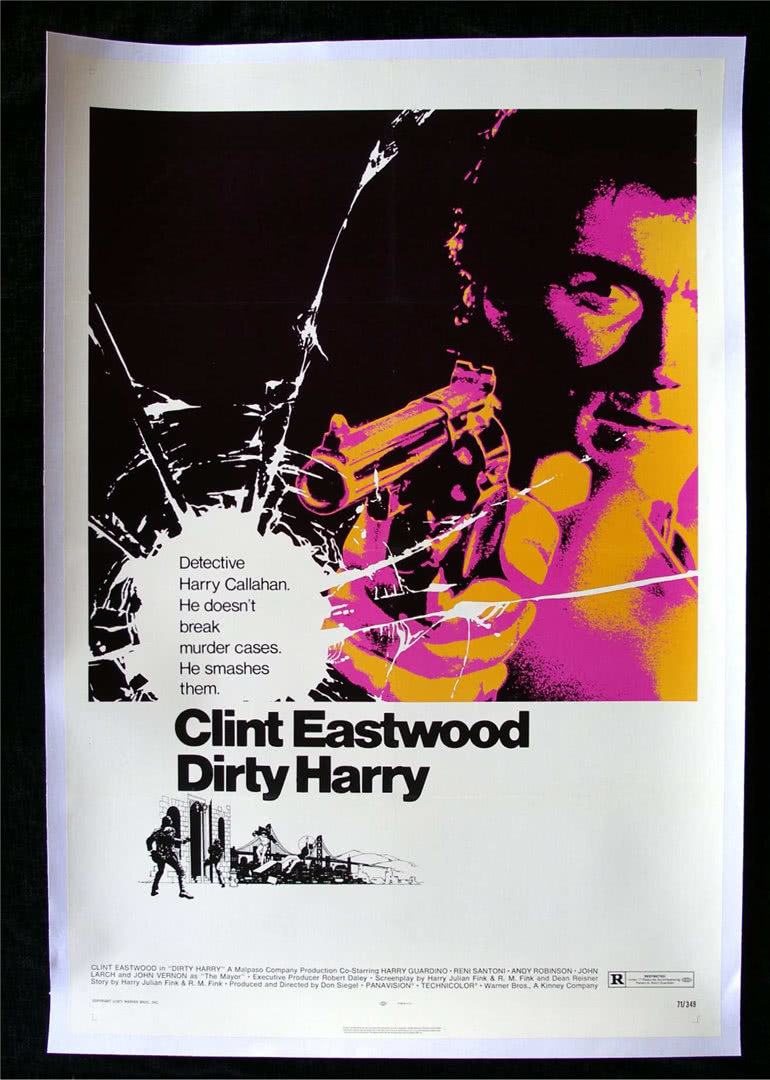 Detective
Harry Callahan.
He doesn't
break
murder cases.
He smashes
them.
Clint Eastwood
Dirty Harry
CLINT EASTWOOD in "DIRTY HARRY" A Malpaso Company Production Co-Starring HARRY GUARDINO • RENI SANTONI • ANDY ROBINSON • JOHN
LARCH and JOHN VERNON as "The Mayor" • Executive Producer Robert Daley • Screenplay by Harry Julian Fink & R. M. Fink and Dean Reisner
Story by Harry Julian Fink & R. M. Fink • Produced and Directed by Don Siegel • PANAVISION® • TECHNICOLOR® • Warner Bros., A Kinney Company
R
RESTRICTED
71/349